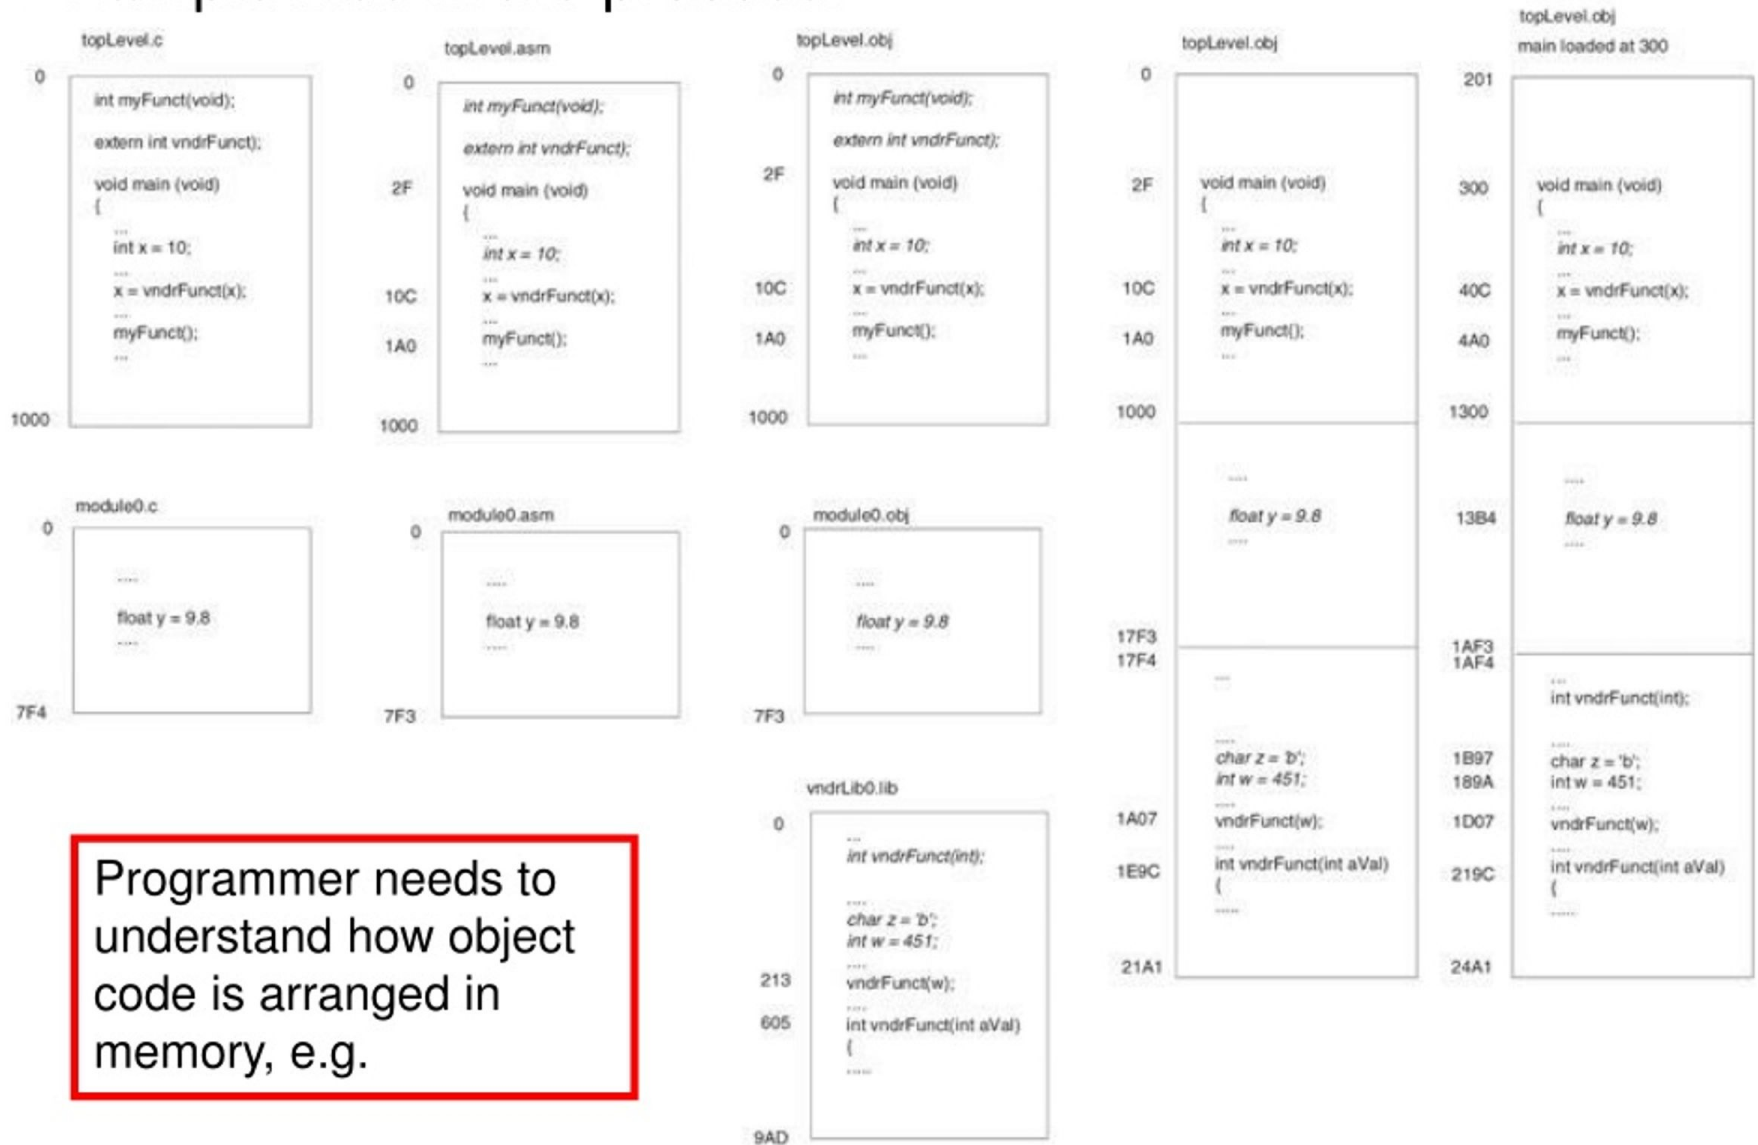 topLevel.c
0
int myFunct(void);
extern int vndrFunct);
void main (void)
{
...
int x = 10;
...
x = vndrFunct(x);
...
myFunct();
...
1000
topLevel.asm
0
int myFunct(void);
extern int vndrFunct);
2F
void main (void)
{
...
int x = 10;
...
10C
x = vndrFunct(x);
...
1A0
myFunct();
...
1000
topLevel.obj
0
int myFunct(void);
extern int vndrFunct);
2F
void main (void)
{
...
int x = 10;
...
10C
x = vndrFunct(x);
...
1A0
myFunct();
...
1000
topLevel.obj
0
2F
void main (void)
{
...
int x = 10;
...
10C
x = vndrFunct(x);
...
1A0
myFunct();
...
1000
....
float y = 9.8
....
17F3
17F4
...
....
char z = 'b';
int w = 451;
....
1A07
vndrFunct(w);
....
1E9C
int vndrFunct(int aVal)
{
.....
21A1
topLevel.obj
main loaded at 300
201
300
void main (void)
{
...
int x = 10;
...
40C
x = vndrFunct(x);
...
4A0
myFunct();
...
1300
....
13B4
float y = 9.8
....
1AF3
1AF4
...
int vndrFunct(int);
....
1B97
char z = 'b';
189A
int w = 451;
....
1D07
vndrFunct(w);
....
219C
int vndrFunct(int aVal)
{
.....
24A1
module0.c
0
....
float y = 9.8
....
7F4
module0.asm
0
....
float y = 9.8
....
7F3
module0.obj
0
....
float y = 9.8
....
7F3
vndrLib0.lib
0
...
int vndrFunct(int);
....
char z = 'b';
int w = 451;
....
213
vndrFunct(w);
....
605
int vndrFunct(int aVal)
{
.....
9AD
Programmer needs to
understand how object
code is arranged in
memory, e.g.